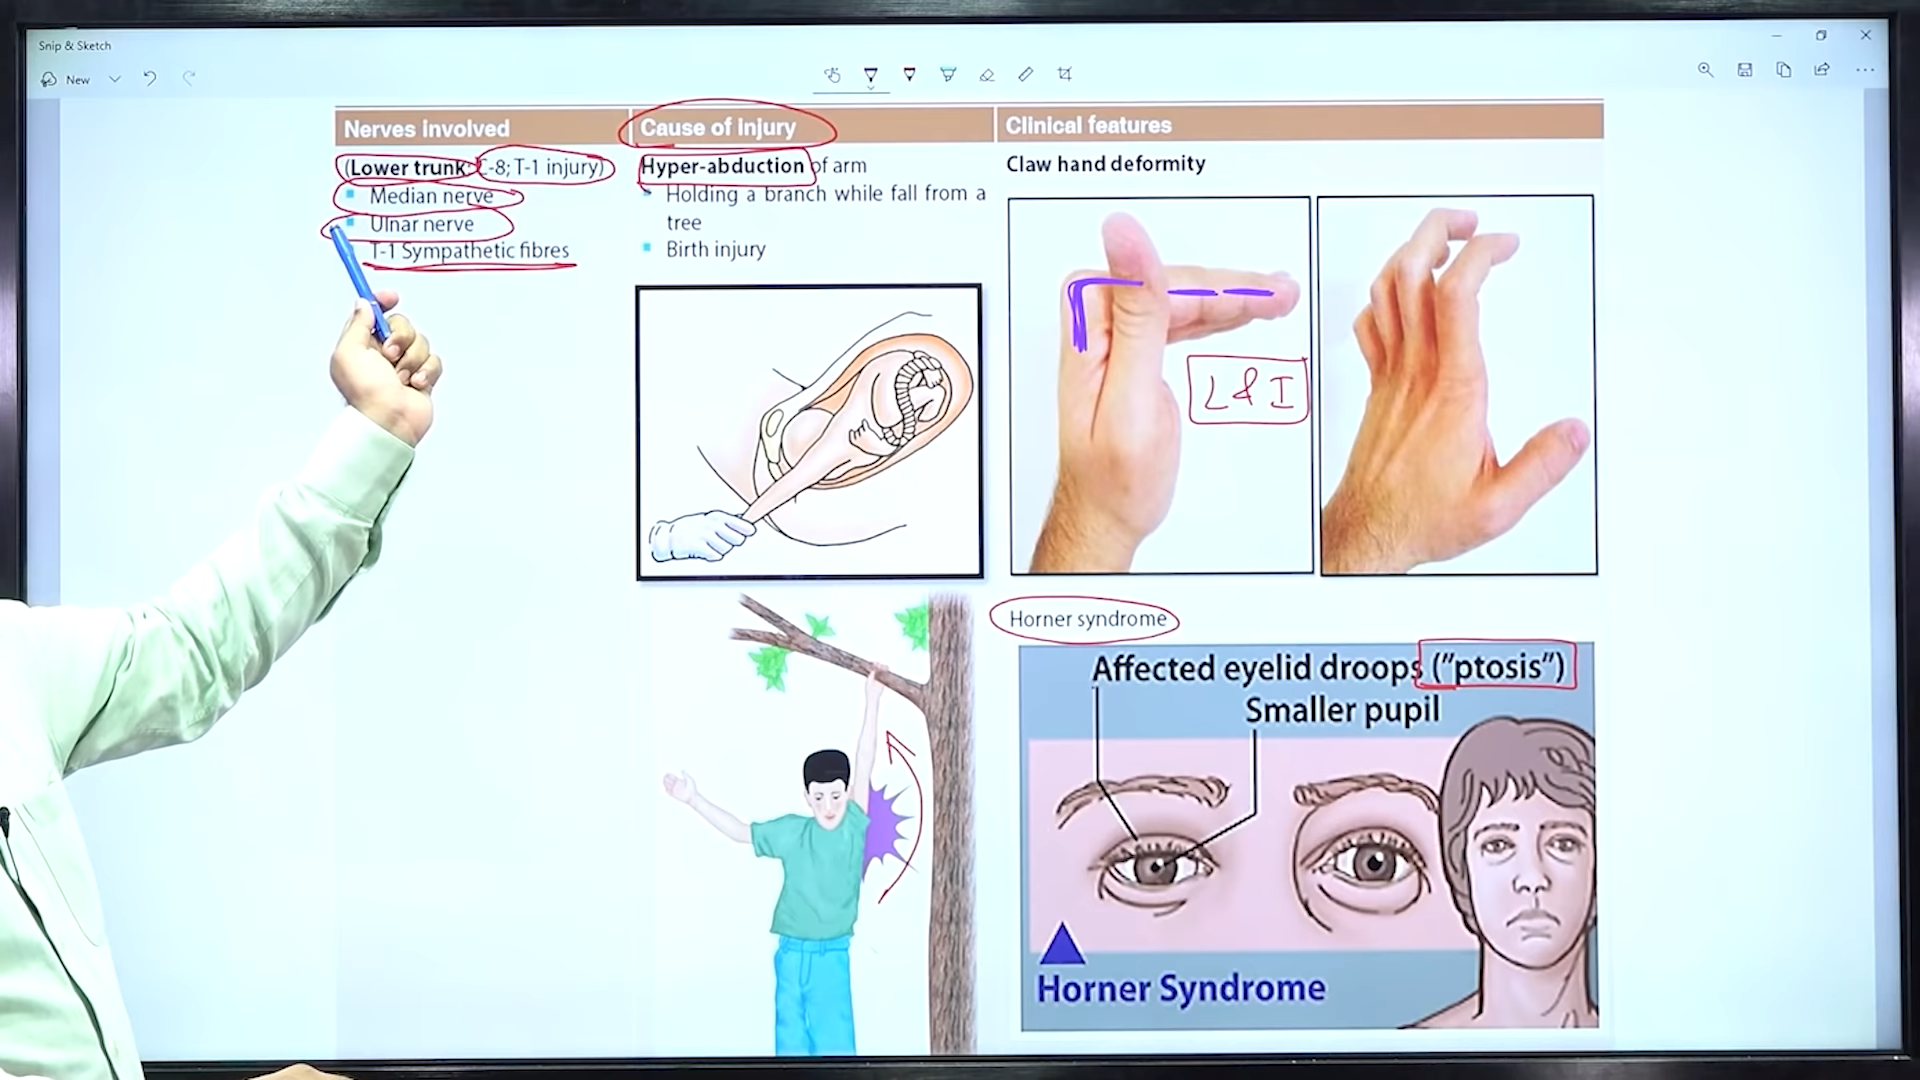 Snip & Sketch
New
Nerves involved
Cause of injury
Clinical features
(Lower trunk: C-8; T-1 injury)
Median nerve
Ulnar nerve
T-1 Sympathetic fibres
Hyper-abduction of arm
Holding a branch while fall from a
tree
Birth injury
Claw hand deformity
L & I
Horner syndrome
Affected eyelid droops ("ptosis")
Smaller pupil
Horner Syndrome